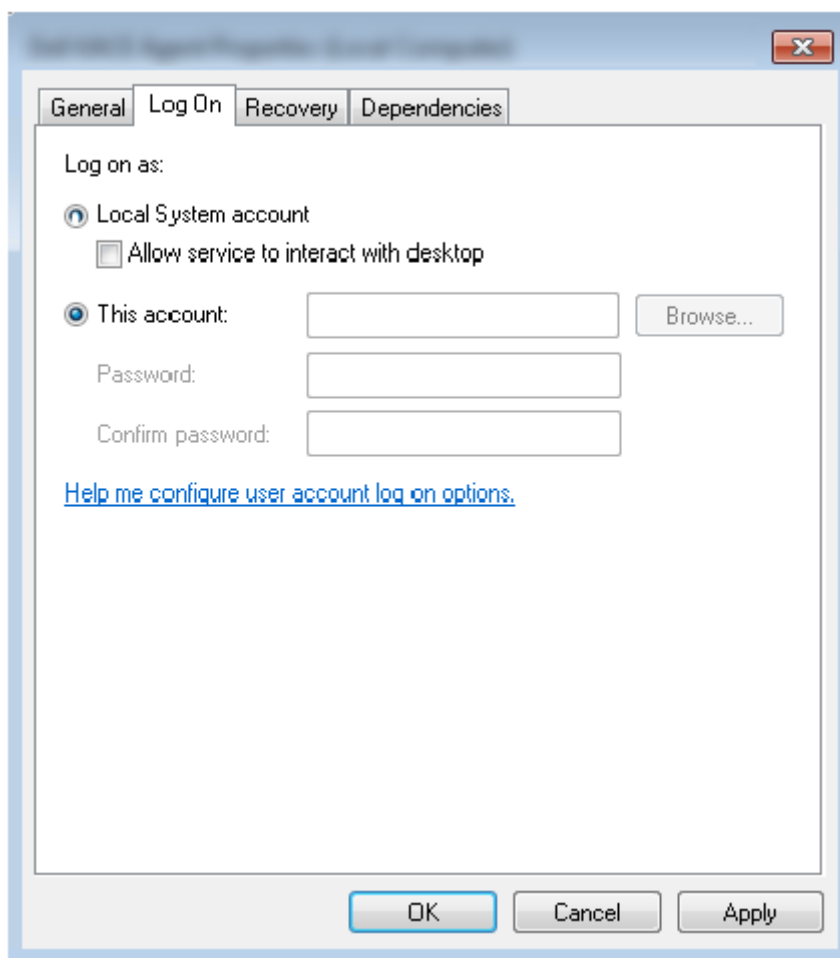 General Log On Recovery Dependencies
Log on as:
Local System account
Allow service to interact with desktop
This account: Browse...
Password:
Confirm password:
Help me configure user account log on options.
OK Cancel Apply